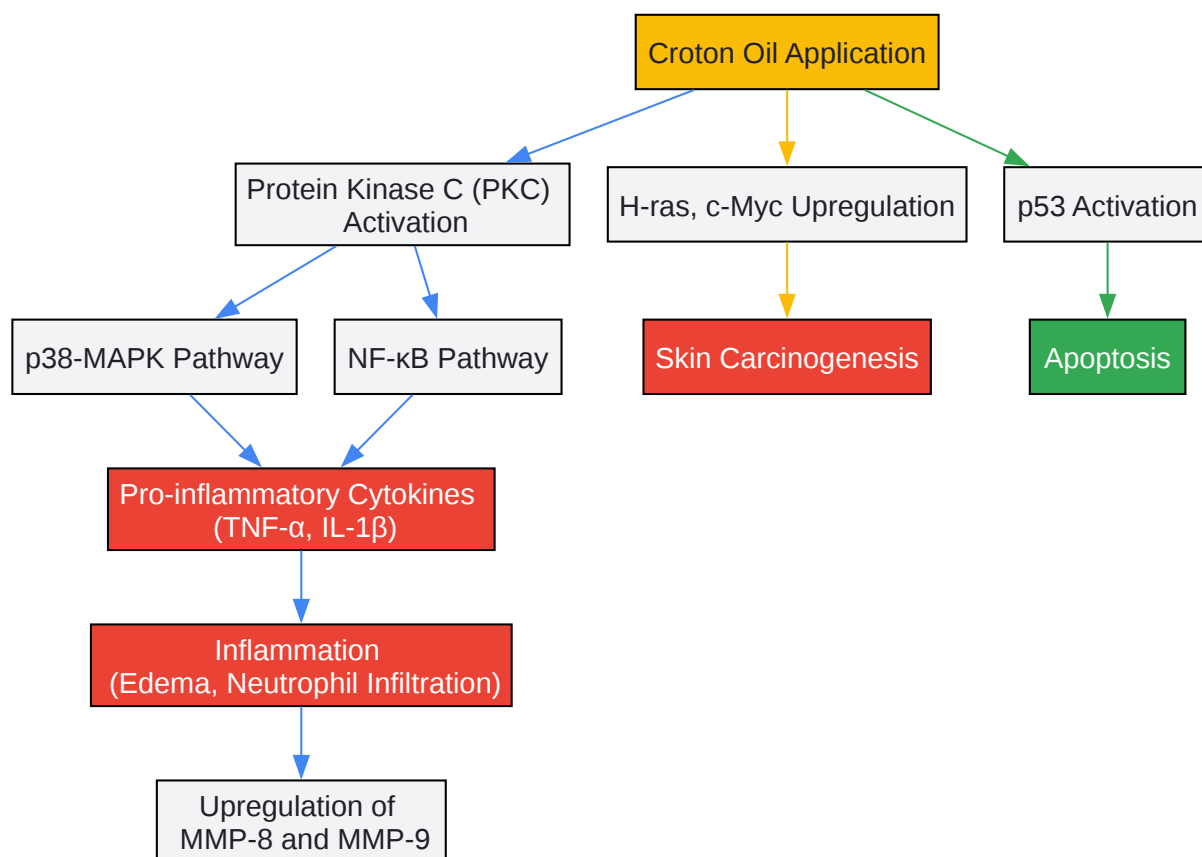 Croton Oil Application
Protein Kinase C (PKC)
Activation
H-ras, c-Myc Upregulation
p53 Activation
p38-MAPK Pathway
NF-κB Pathway
Skin Carcinogenesis
Apoptosis
Pro-inflammatory Cytokines
(TNF-α, IL-1β)
Inflammation
(Edema, Neutrophil Infiltration)
Upregulation of
MMP-8 and MMP-9